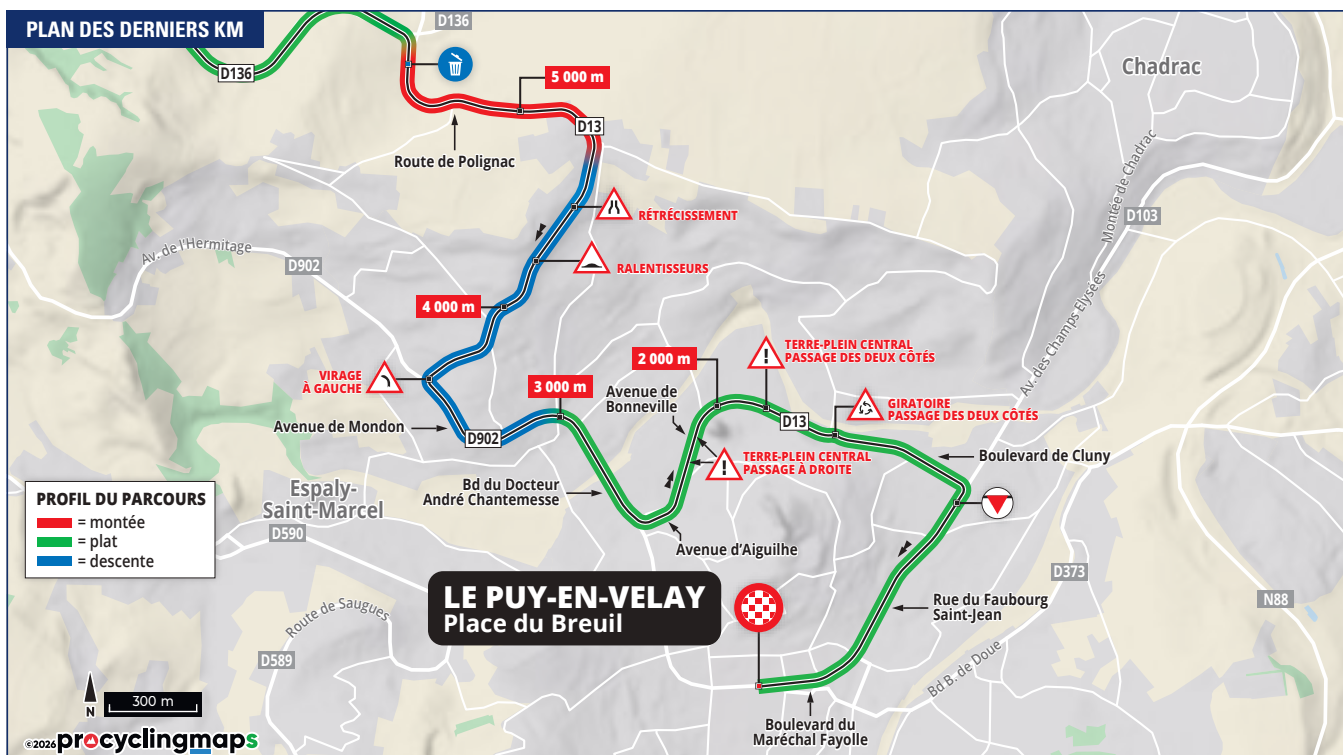 PLAN DES DERNIERS KM
D136
D136
5 000 m
Chadrac
D13
Route de Polignac
Montée de Chadrac
RÉTRÉCISSEMENT
D103
Av. de l'Hermitage
D902
RALENTISSEURS
Av. des Champs Elysées
4 000 m
TERRE-PLEIN CENTRAL
PASSAGE DES DEUX CÔTÉS
2 000 m
VIRAGE
À GAUCHE
3 000 m
Avenue de
Bonneville
GIRATOIRE
PASSAGE DES DEUX CÔTÉS
D13
Avenue de Mondon
D902
TERRE-PLEIN CENTRAL
PASSAGE À DROITE
Boulevard de Cluny
Bd du Docteur
André Chantemesse
PROFIL DU PARCOURS
= montée
= plat
= descente
Espaly-
Saint-Marcel
D590
Avenue d'Aiguilhe
D373
LE PUY-EN-VELAY
Place du Breuil
Rue du Faubourg
Saint-Jean
N88
Route de Saugues
D589
Bd B. de Doue
N
300 m
Boulevard du
Maréchal Fayolle
©2026 procyclingmaps